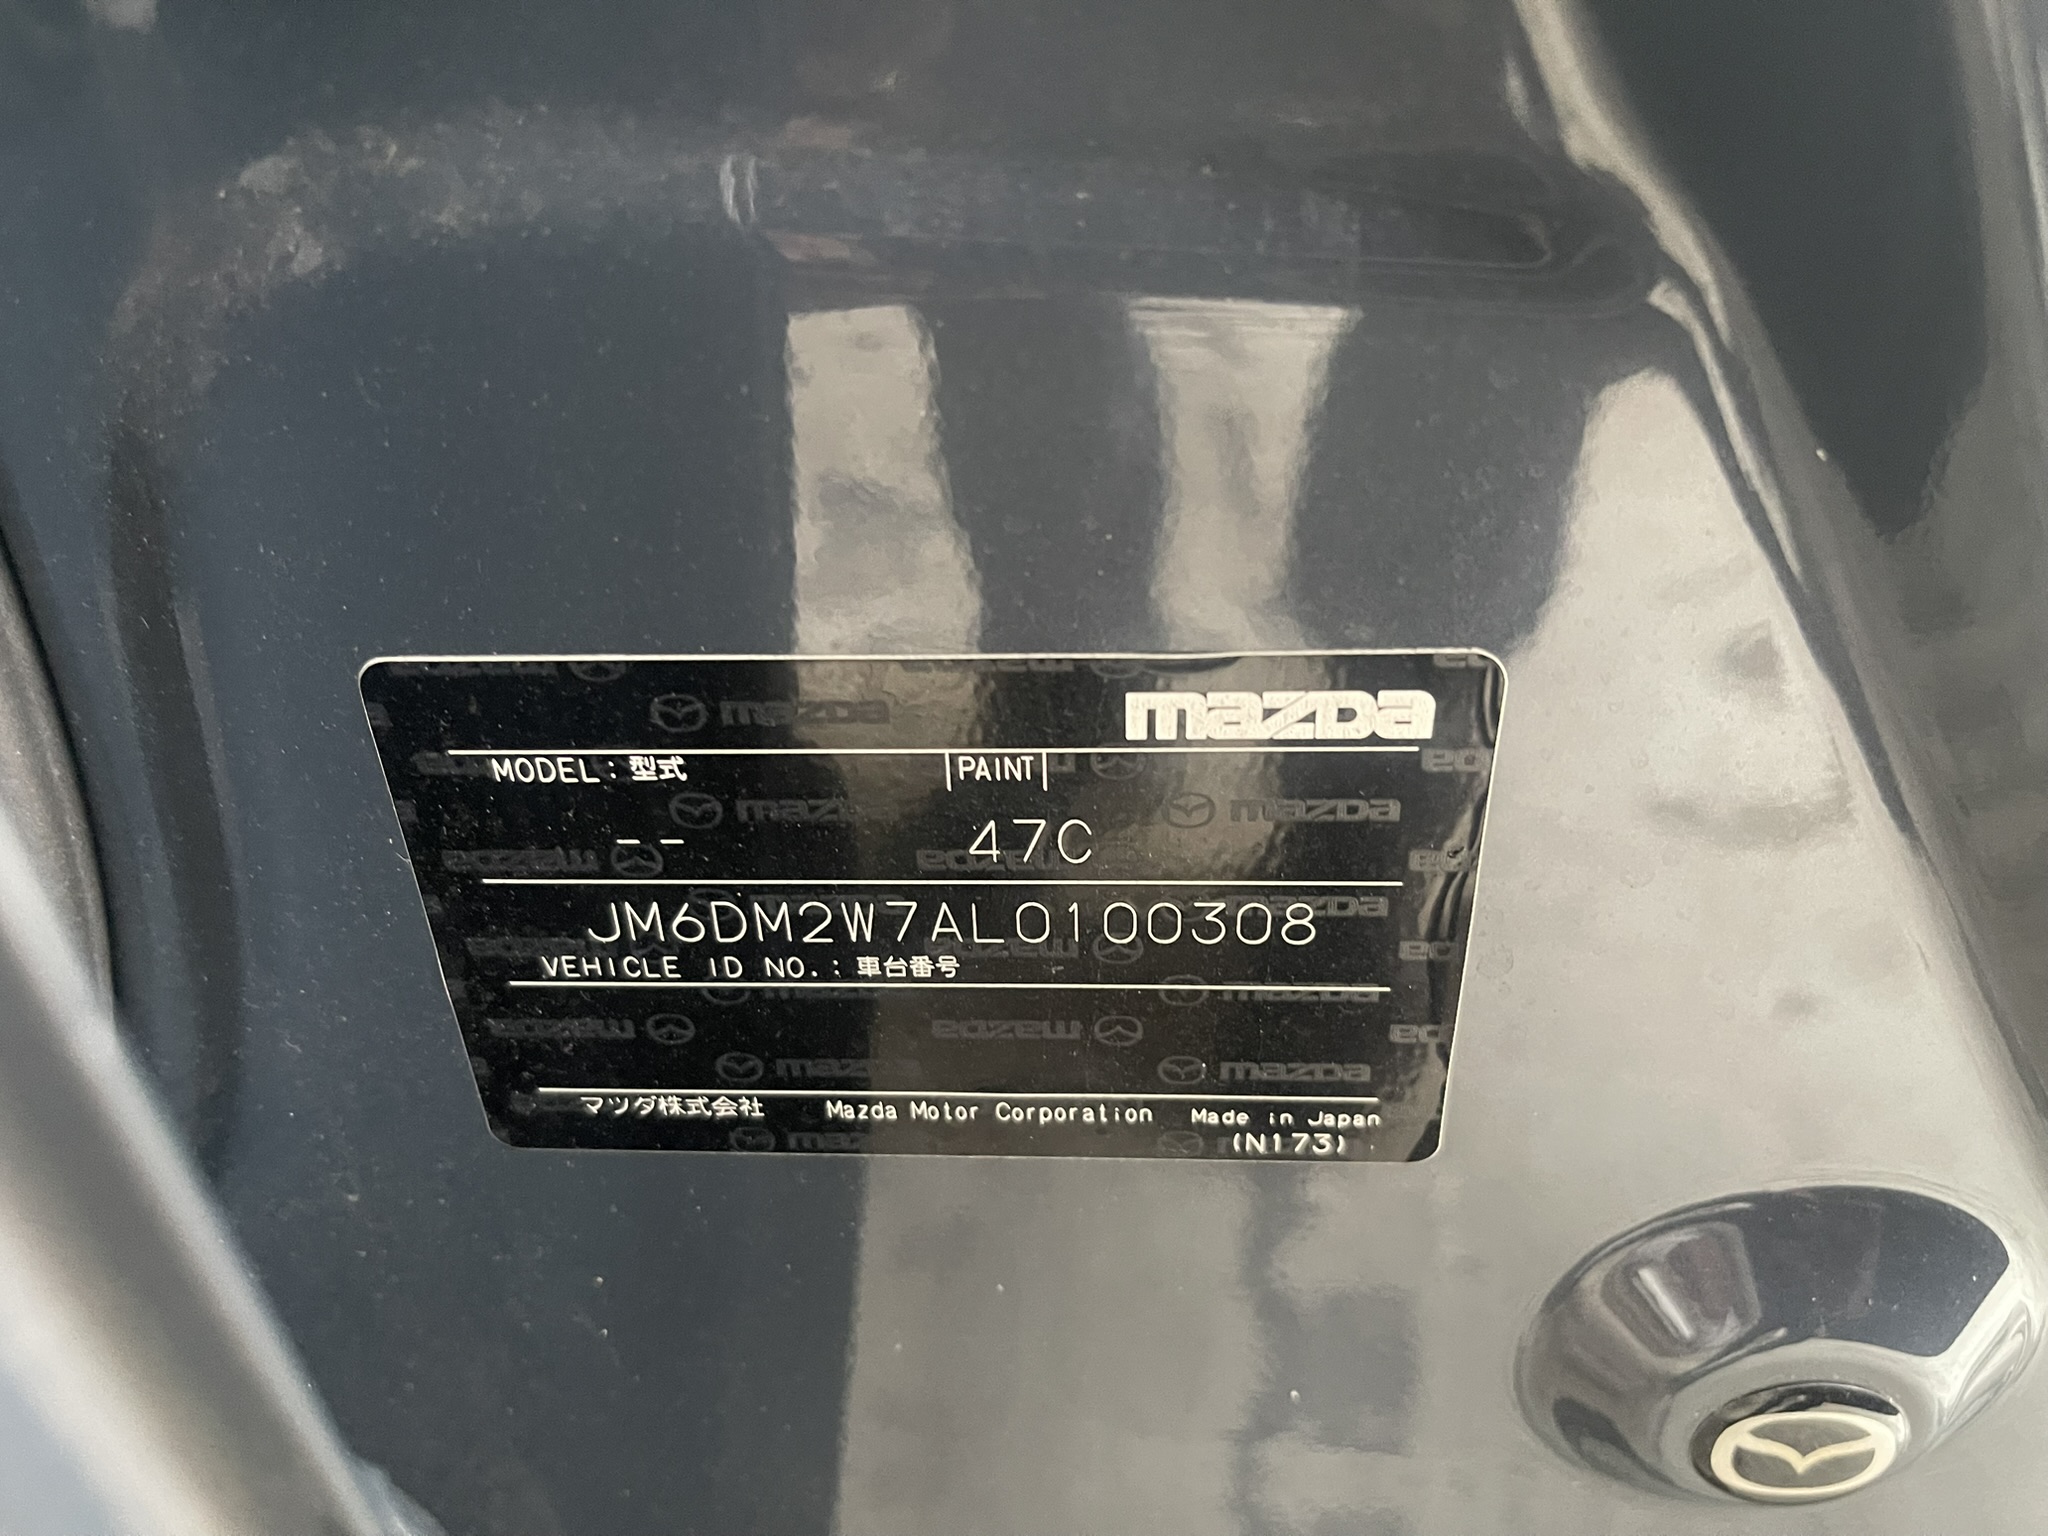 mazda
MODEL : 型式 |PAINT|
-- 47C
JM6DM2W7AL0100308
VEHICLE ID NO. : 車台番号
マツダ株式会社 Mazda Motor Corporation Made in Japan
(N173)